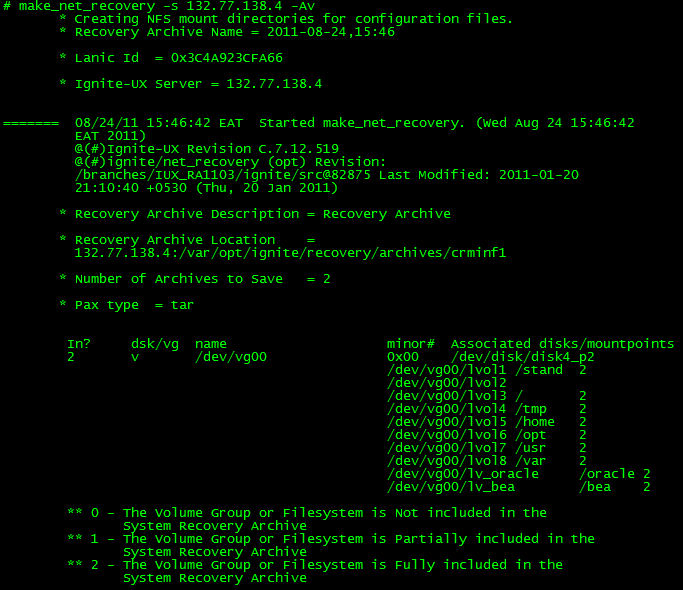 # make_net_recovery -s 132.77.138.4 -Av
* Creating NFS mount directories for configuration files.
* Recovery Archive Name = 2011-08-24,15:46
* Lanic Id  = 0x3C4A923CFA66
* Ignite-UX Server = 132.77.138.4
=======  08/24/11 15:46:42 EAT  Started make_net_recovery. (Wed Aug 24 15:46:42
EAT 2011)
@(#)Ignite-UX Revision C.7.12.519
@(#)ignite/net_recovery (opt) Revision:
/branches/IUX_RA1103/ignite/src@82875 Last Modified: 2011-01-20
21:10:40 +0530 (Thu, 20 Jan 2011)
* Recovery Archive Description = Recovery Archive
* Recovery Archive Location    =
132.77.138.4:/var/opt/ignite/recovery/archives/crminf1
* Number of Archives to Save   = 2
* Pax type  = tar
In?     dsk/vg  name                    minor#  Associated disks/mountpoints
2       v       /dev/vg00               0x00    /dev/disk/disk4_p2
/dev/vg00/lvol1 /stand  2
/dev/vg00/lvol2
/dev/vg00/lvol3 /       2
/dev/vg00/lvol4 /tmp    2
/dev/vg00/lvol5 /home   2
/dev/vg00/lvol6 /opt    2
/dev/vg00/lvol7 /usr    2
/dev/vg00/lvol8 /var    2
/dev/vg00/lv_oracle     /oracle 2
/dev/vg00/lv_bea        /bea    2
** 0 - The Volume Group or Filesystem is Not included in the
System Recovery Archive
** 1 - The Volume Group or Filesystem is Partially included in the
System Recovery Archive
** 2 - The Volume Group or Filesystem is Fully included in the
System Recovery Archive